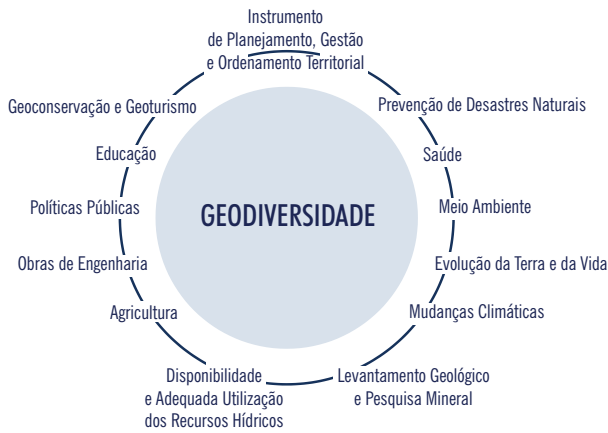 Instrumento
de Planejamento, Gestão
e Ordenamento Territorial
Prevenção de Desastres Naturais
Saúde
Meio Ambiente
Evolução da Terra e da Vida
Mudanças Climáticas
Levantamento Geológico
e Pesquisa Mineral
Disponibilidade
e Adequada Utilização
dos Recursos Hídricos
Agricultura
Obras de Engenharia
Políticas Públicas
Educação
Geoconservação e Geoturismo
GEODIVERSIDADE